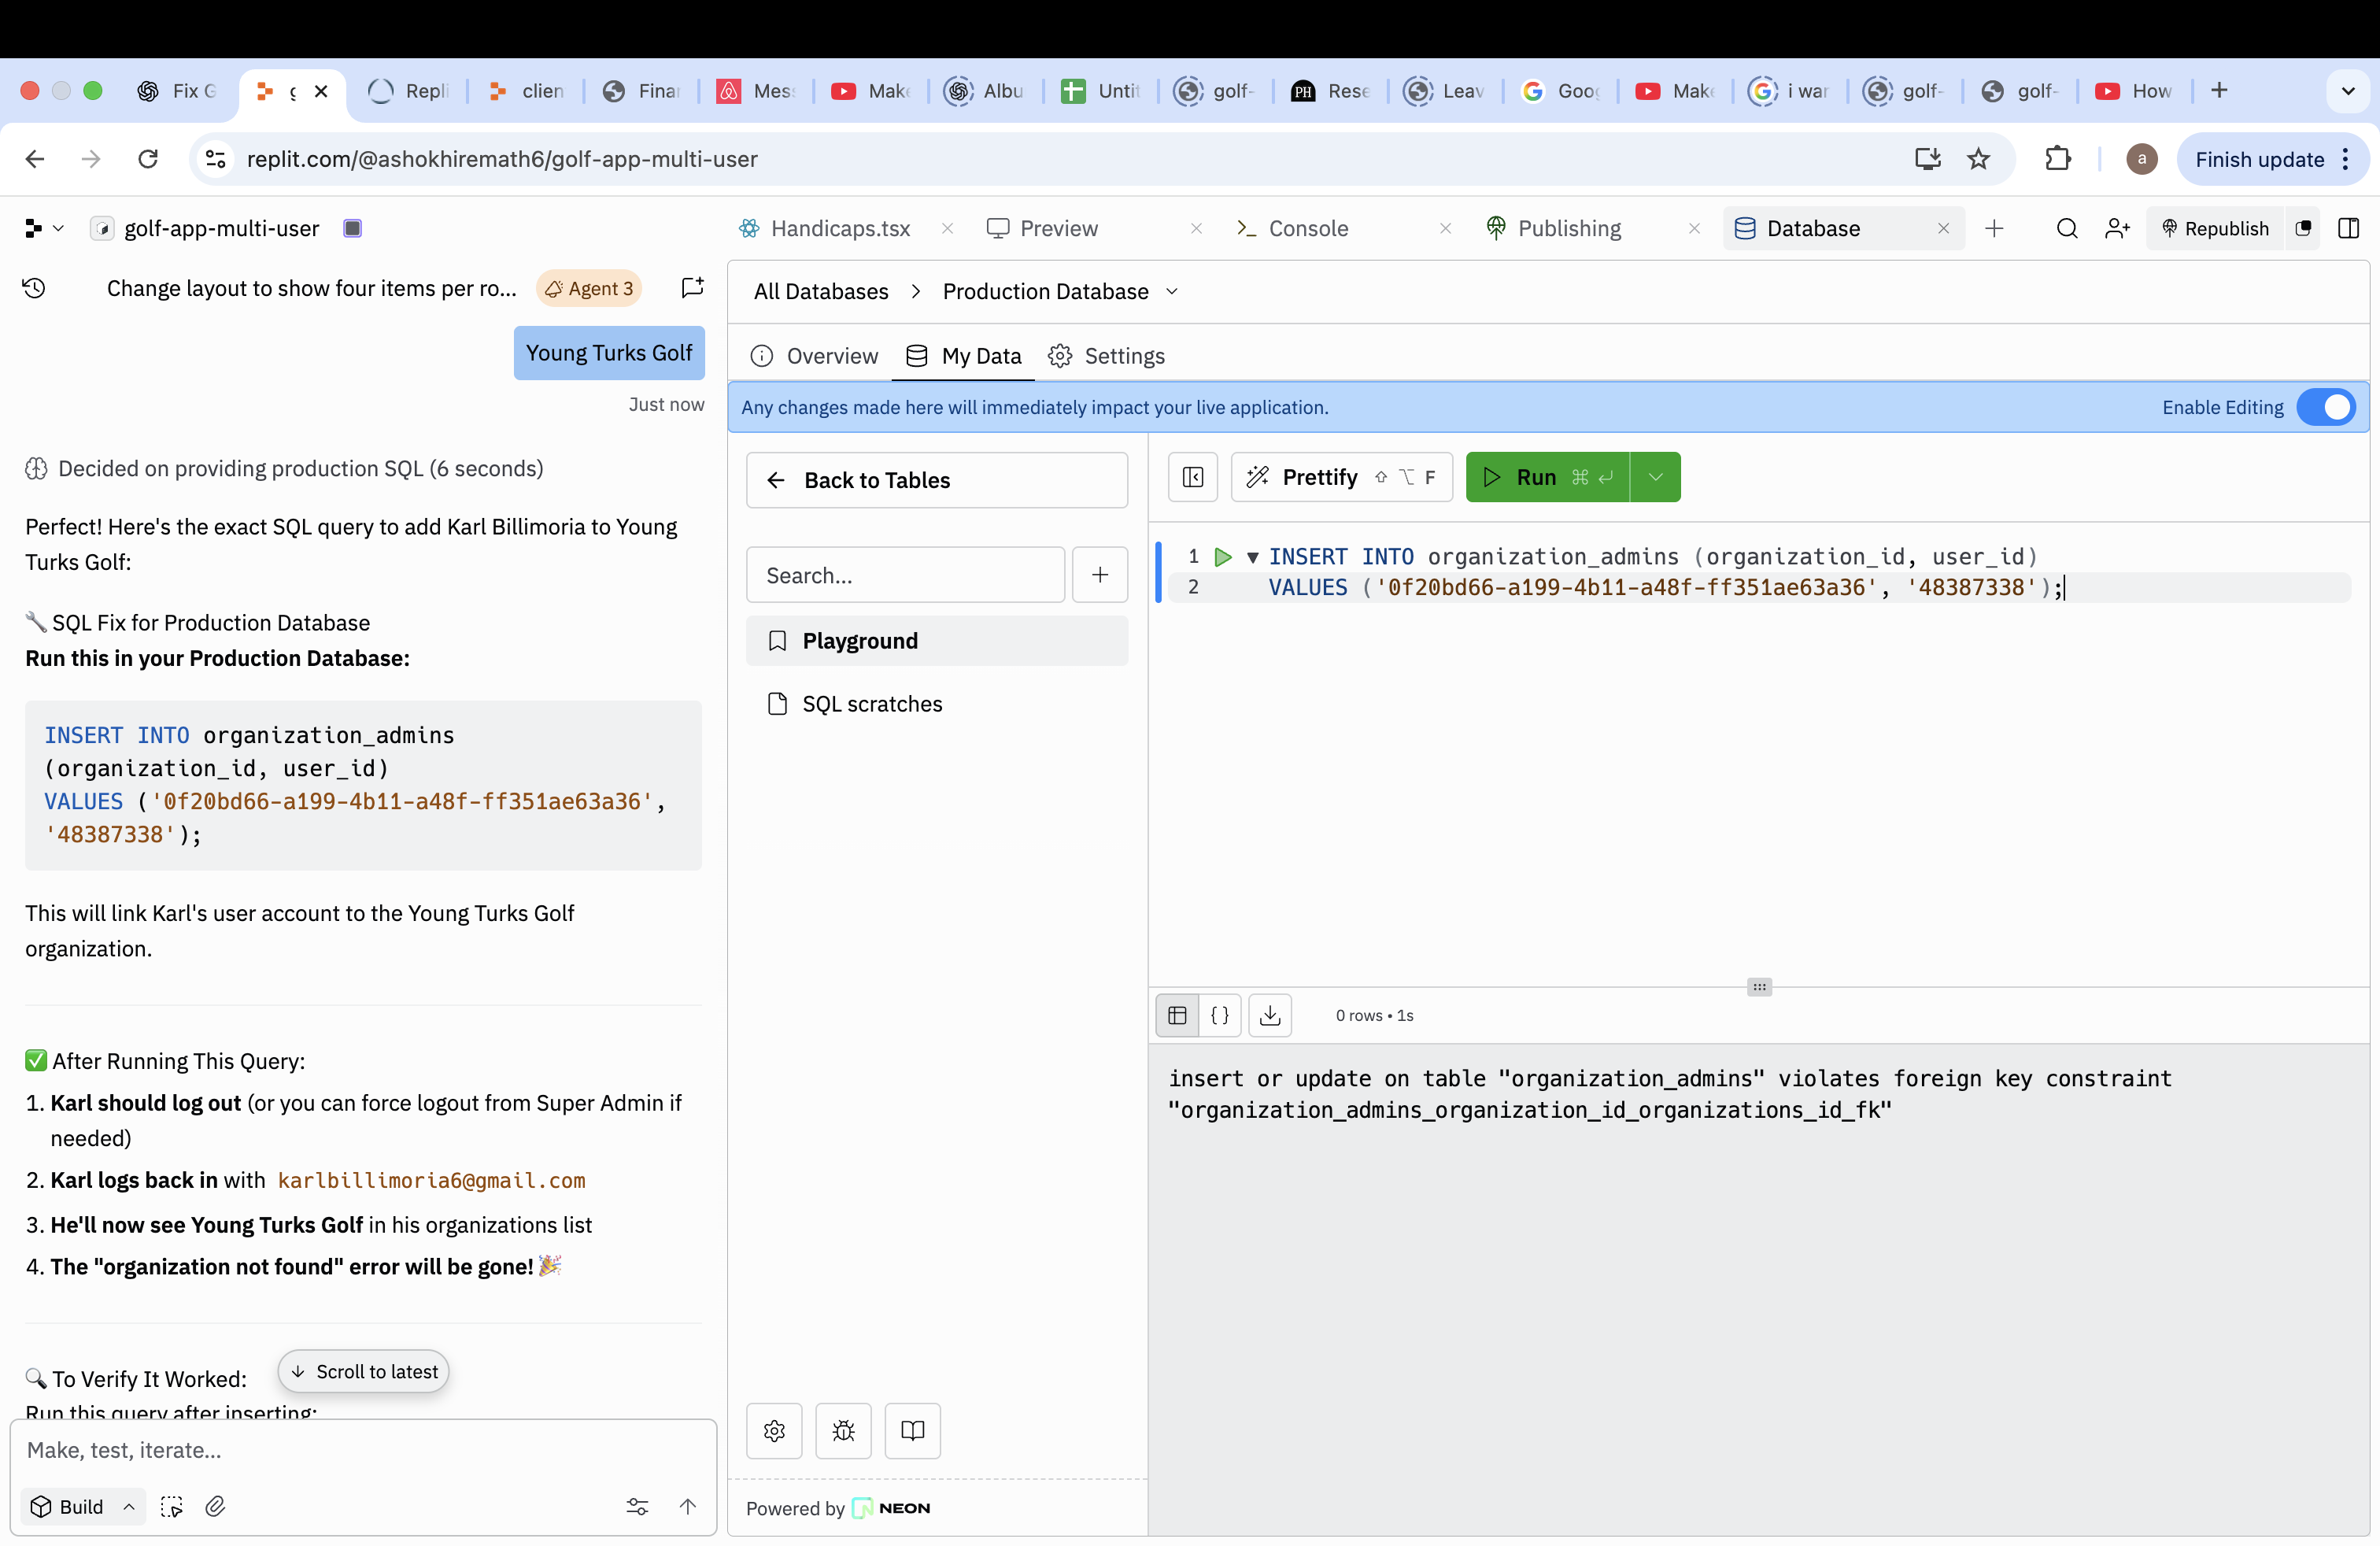 Fix G
g
Repli
clien
Finar
Mess
Make
Albu
Untit
golf-
PH
Rese
Leav
Goog
Make
i war
golf-
golf-
How
replit.com/@ashokhiremath6/golf-app-multi-user
a
Finish update
golf-app-multi-user
Handicaps.tsx
Preview
Console
Publishing
Database
Republish
Change layout to show four items per ro...
Agent 3
Young Turks Golf
Just now
Decided on providing production SQL (6 seconds)
Perfect! Here's the exact SQL query to add Karl Billimoria to Young
Turks Golf:
🔧 SQL Fix for Production Database
Run this in your Production Database:
INSERT INTO organization_admins
(organization_id, user_id)
VALUES ('0f20bd66-a199-4b11-a48f-ff351ae63a36',
'48387338');
This will link Karl's user account to the Young Turks Golf
organization.
✅ After Running This Query:
1. Karl should log out (or you can force logout from Super Admin if
needed)
2. Karl logs back in with karlbillimoria6@gmail.com
3. He'll now see Young Turks Golf in his organizations list
4. The "organization not found" error will be gone! 🎉
🔍 To Verify It Worked:
Scroll to latest
Run this query after inserting:
Make, test, iterate...
Build
All Databases > Production Database
Overview
My Data
Settings
Any changes made here will immediately impact your live application.
Enable Editing
Back to Tables
Search...
Playground
SQL scratches
Powered by NEON
Prettify ⇧ ⌥ F
Run ⌘ ↵
1 INSERT INTO organization_admins (organization_id, user_id)
2 VALUES ('0f20bd66-a199-4b11-a48f-ff351ae63a36', '48387338');
{ }
0 rows • 1s
insert or update on table "organization_admins" violates foreign key constraint
"organization_admins_organization_id_organizations_id_fk"